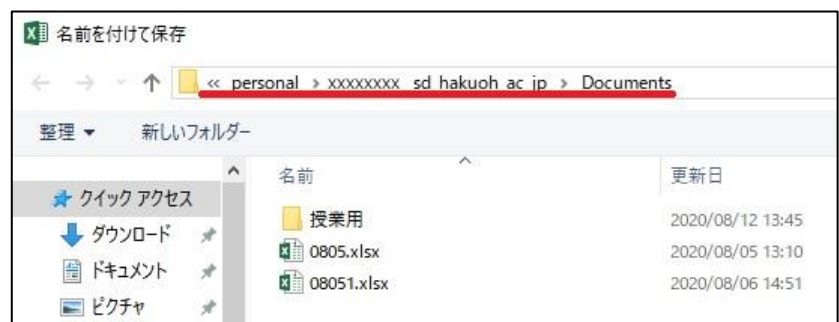 名前を付けて保存
« personal › xxxxxxxx_sd_hakuoh_ac_jp › Documents
整理 ▼ 新しいフォルダー
名前 更新日
クイック アクセス
ダウンロード
ドキュメント
ピクチャ
授業用 2020/08/12 13:45
0805.xlsx 2020/08/05 13:10
08051.xlsx 2020/08/06 14:51